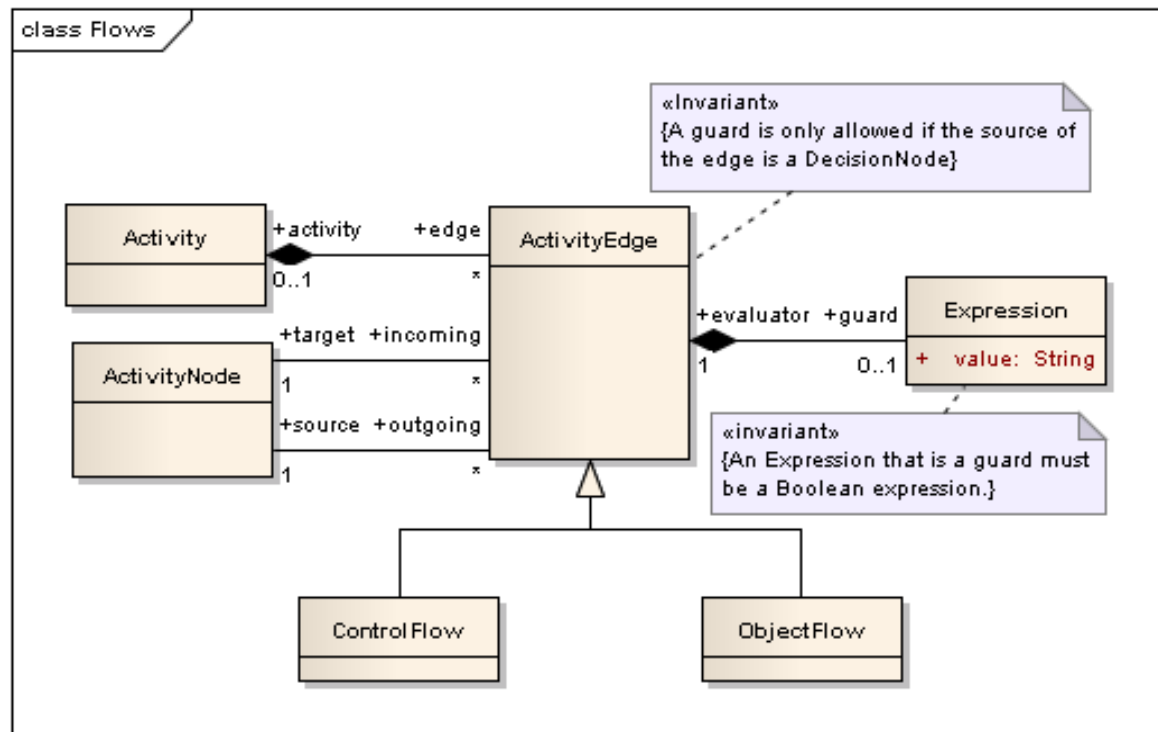 class Flows
«Invariant»
{A guard is only allowed if the source of
the edge is a DecisionNode}
Activity
+activity
+edge
0..1
*
ActivityEdge
+evaluator
+guard
1
0..1
Expression
+ value: String
ActivityNode
+target
+incoming
1
*
+source
+outgoing
1
*
«invariant»
{An Expression that is a guard must
be a Boolean expression.}
ControlFlow
ObjectFlow